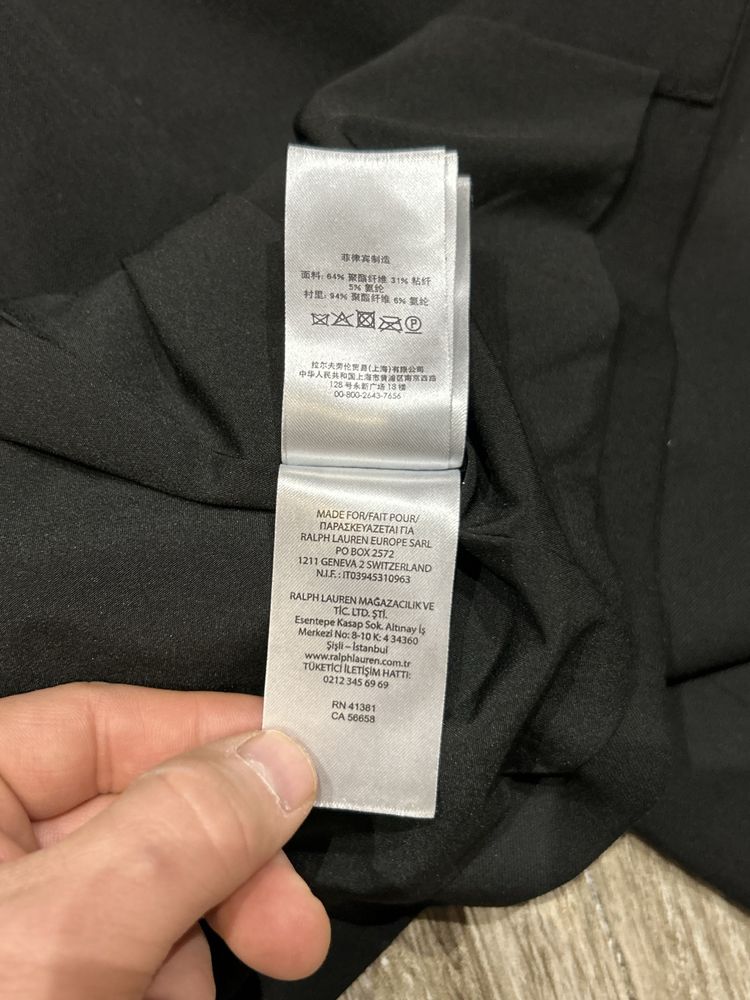 菲律宾制造
面料: 64% 聚酯纤维 31% 粘纤
5% 氨纶
衬里: 94% 聚酯纤维 6% 氨纶
P
拉尔夫劳伦贸易(上海)有限公司
中华人民共和国上海市黄浦区南京西路
128 号永新广场 18 楼
00-800-2643-7656
MADE FOR/FAIT POUR/
ΠΑΡΑΣΚΕΥΑΖΕΤΑΙ ΓΙΑ
RALPH LAUREN EUROPE SARL
PO BOX 2572
1211 GENEVA 2 SWITZERLAND
N.I.F. : IT03945310963
RALPH LAUREN MAĞAZACILIK VE
TİC. LTD. ŞTİ.
Esentepe Kasap Sok. Altınay İş
Merkezi No: 8-10 K: 4 34360
Şişli – İstanbul
www.ralphlauren.com.tr
TÜKETİCİ İLETİŞİM HATTI:
0212 345 69 69
RN 41381
CA 56658